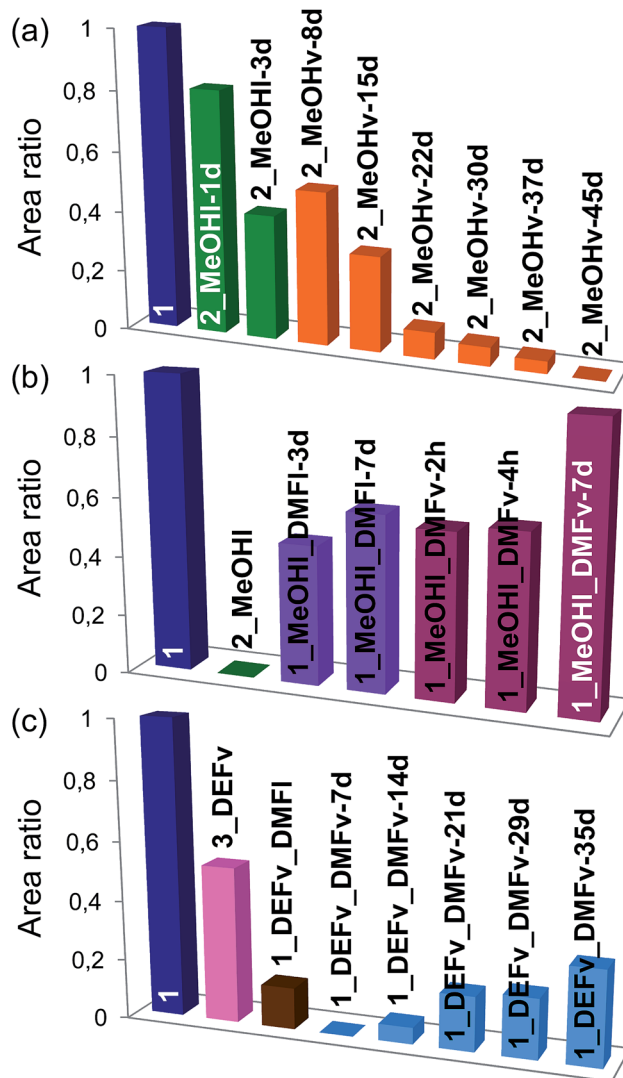 (a)
Area ratio
1
0,8
0,6
0,4
0,2
0
1
2_MeOHl-1d
2_MeOHl-3d
2_MeOHv-8d
2_MeOHv-15d
2_MeOHv-22d
2_MeOHv-30d
2_MeOHv-37d
2_MeOHv-45d
(b)
Area ratio
1
0,8
0,6
0,4
0,2
0
1
2_MeOHl
1_MeOHl_DMFl-3d
1_MeOHl_DMFl-7d
1_MeOHl_DMFv-2h
1_MeOHl_DMFv-4h
1_MeOHl_DMFv-7d
(c)
Area ratio
1
0,8
0,6
0,4
0,2
0
1
3_DEFv
1_DEFv_DMFl
1_DEFv_DMFv-7d
1_DEFv_DMFv-14d
1_DEFv_DMFv-21d
1_DEFv_DMFv-29d
1_DEFv_DMFv-35d